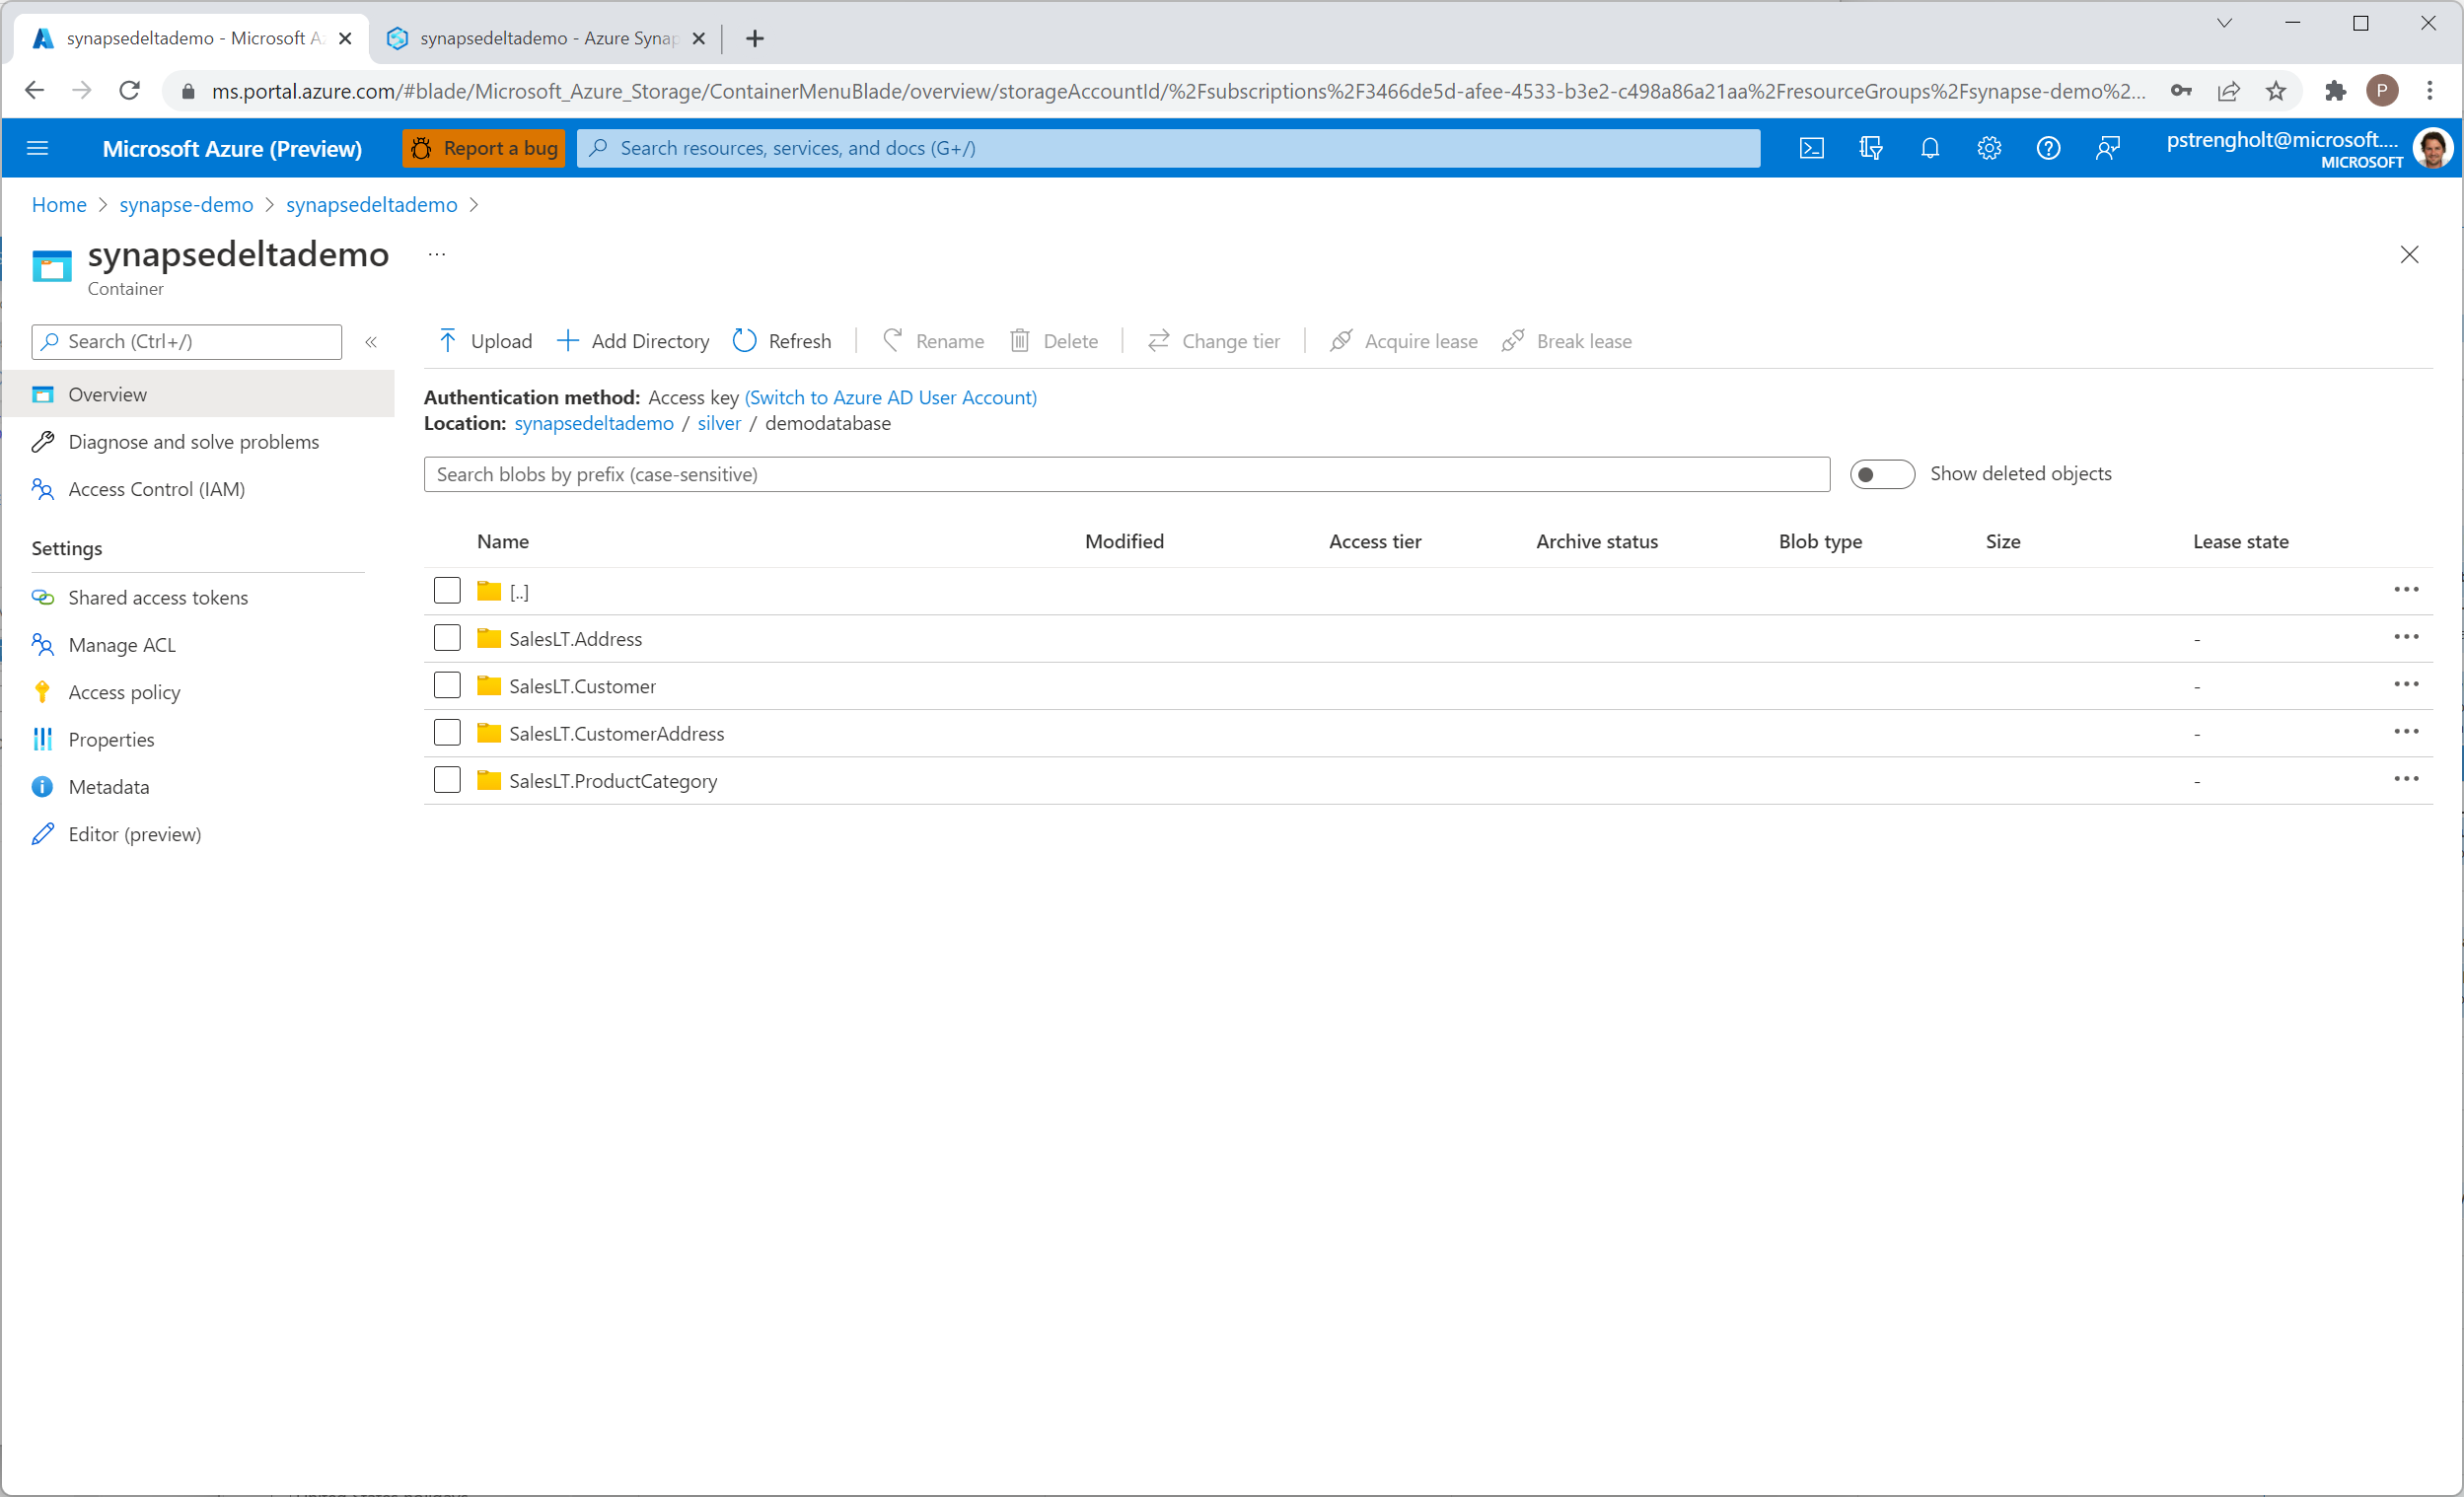 synapsedeltademo - Microsoft A
synapsedeltademo - Azure Synap
ms.portal.azure.com/#blade/Microsoft_Azure_Storage/ContainerMenuBlade/overview/storageAccountId/%2Fsubscriptions%2F3466de5d-afee-4533-b3e2-c498a86a21aa%2FresourceGroups%2Fsynapse-demo%2...
P
Microsoft Azure (Preview)
Report a bug
Search resources, services, and docs (G+/)
pstrengholt@microsoft....
MICROSOFT
Home > synapse-demo > synapsedeltademo >
synapsedeltademo ...
Container
Search (Ctrl+/)
«
Upload
Add Directory
Refresh
Rename
Delete
Change tier
Acquire lease
Break lease
Overview
Diagnose and solve problems
Access Control (IAM)
Settings
Shared access tokens
Manage ACL
Access policy
Properties
Metadata
Editor (preview)
Authentication method: Access key (Switch to Azure AD User Account)
Location: synapsedeltademo / silver / demodatabase
Search blobs by prefix (case-sensitive)
Show deleted objects
Name Modified Access tier Archive status Blob type Size Lease state
[..]
SalesLT.Address -
SalesLT.Customer -
SalesLT.CustomerAddress -
SalesLT.ProductCategory -